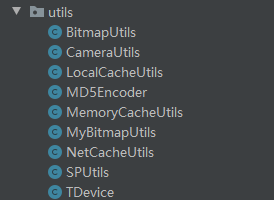 utils
BitmapUtils
CameraUtils
LocalCacheUtils
MD5Encoder
MemoryCacheUtils
MyBitmapUtils
NetCacheUtils
SPUtils
TDevice